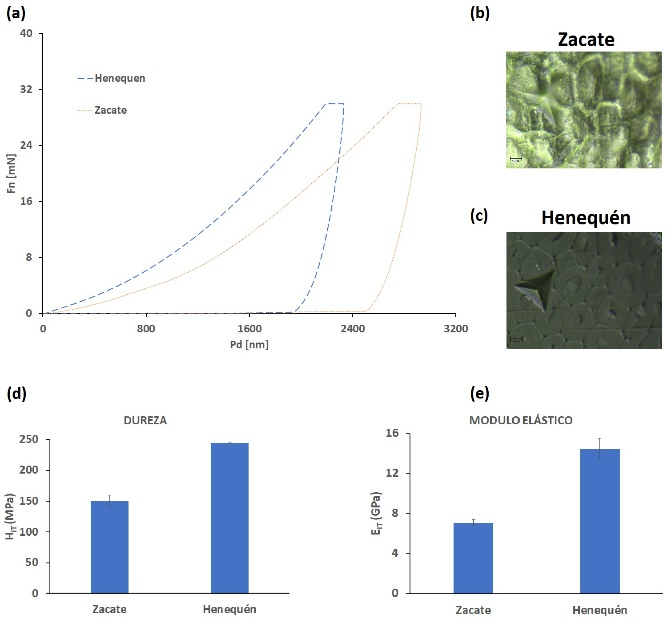 (a)
Fn [mN]
40
32
24
16
8
0
Henequen
Zacate
0 800 1600 2400 3200
Pd [nm]
(b)
Zacate
(c)
Henequén
(d)
DUREZA
H_IT (MPa)
250
200
150
100
50
0
Zacate Henequén
(e)
MODULO ELÁSTICO
E_IT (GPa)
16
12
8
4
0
Zacate Henequén